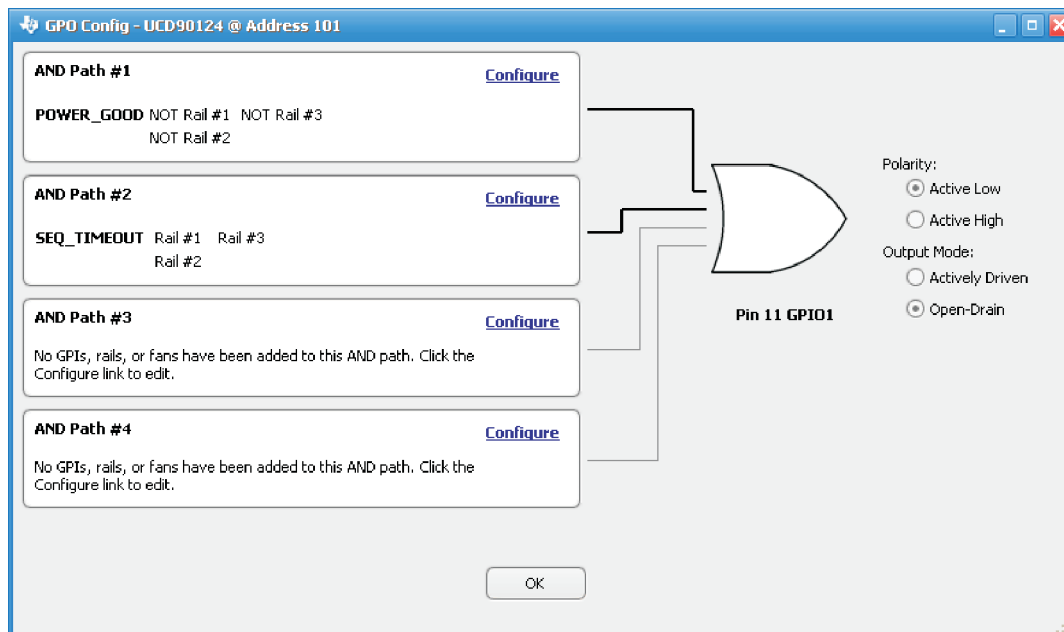 GPO Config - UCD90124 @ Address 101
AND Path #1
Configure
POWER_GOOD NOT Rail #1 NOT Rail #3
NOT Rail #2
AND Path #2
Configure
SEQ_TIMEOUT Rail #1 Rail #3
Rail #2
AND Path #3
Configure
No GPIs, rails, or fans have been added to this AND path. Click the
Configure link to edit.
AND Path #4
Configure
No GPIs, rails, or fans have been added to this AND path. Click the
Configure link to edit.
Pin 11 GPIO1
Polarity:
Active Low
Active High
Output Mode:
Actively Driven
Open-Drain
OK